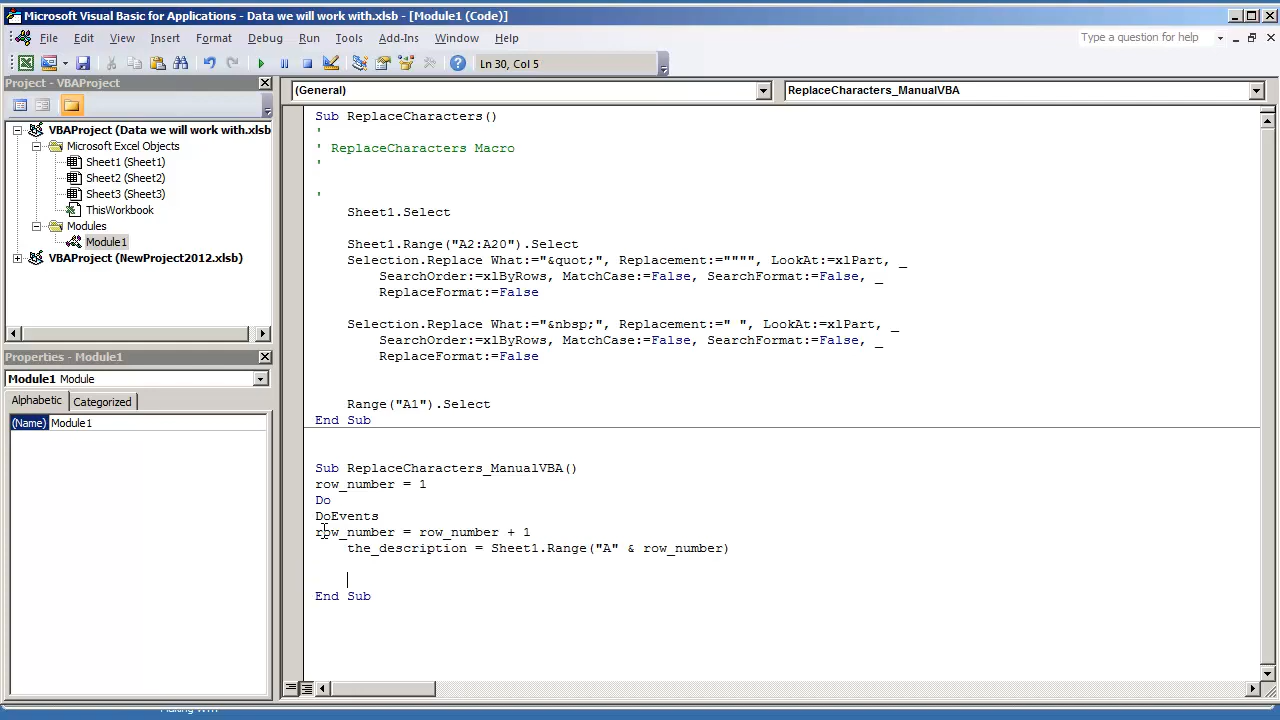 Microsoft Visual Basic for Applications - Data we will work with.xlsb - [Module1 (Code)]
File Edit View Insert Format Debug Run Tools Add-Ins Window Help
Type a question for help
Ln 30, Col 5
Project - VBAProject
(General)
ReplaceCharacters_ManualVBA
VBAProject (Data we will work with.xlsb
Microsoft Excel Objects
Sheet1 (Sheet1)
Sheet2 (Sheet2)
Sheet3 (Sheet3)
ThisWorkbook
Modules
Module1
VBAProject (NewProject2012.xlsb)
Properties - Module1
Module1 Module
Alphabetic Categorized
(Name) Module1
Sub ReplaceCharacters()
'
' ReplaceCharacters Macro
'
'
Sheet1.Select
Sheet1.Range("A2:A20").Select
Selection.Replace What:="&quot;", Replacement:="""", LookAt:=xlPart, _
SearchOrder:=xlByRows, MatchCase:=False, SearchFormat:=False, _
ReplaceFormat:=False
Selection.Replace What:="&nbsp;", Replacement:=" ", LookAt:=xlPart, _
SearchOrder:=xlByRows, MatchCase:=False, SearchFormat:=False, _
ReplaceFormat:=False
Range("A1").Select
End Sub
Sub ReplaceCharacters_ManualVBA()
row_number = 1
Do
DoEvents
row_number = row_number + 1
the_description = Sheet1.Range("A" & row_number)
End Sub